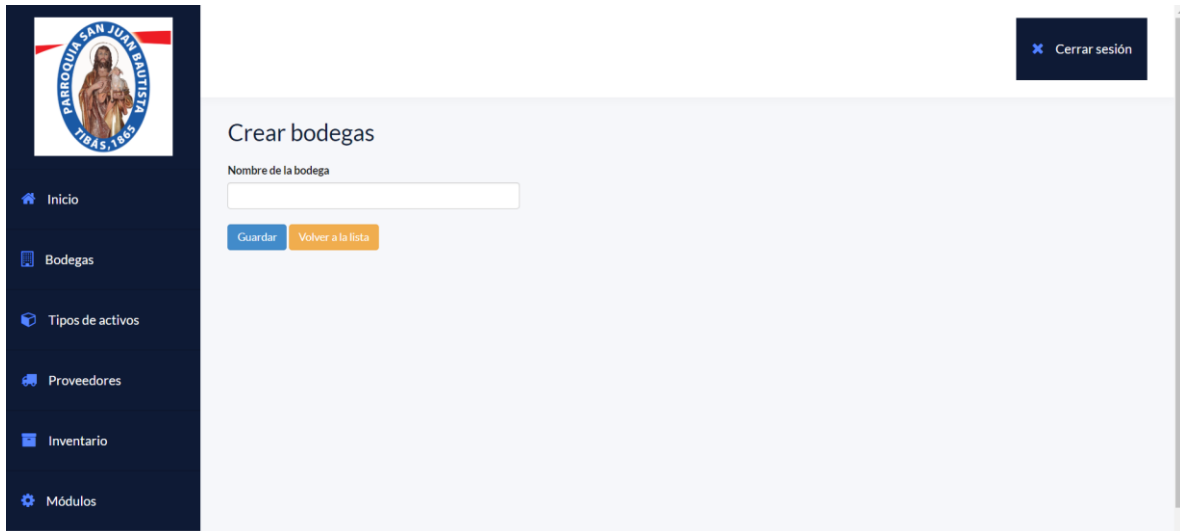 PARROQUIA SAN JUAN BAUTISTA
TIBÁS, 1865
Cerrar sesión
Crear bodegas
Nombre de la bodega
Guardar
Volver a la lista
Inicio
Bodegas
Tipos de activos
Proveedores
Inventario
Módulos